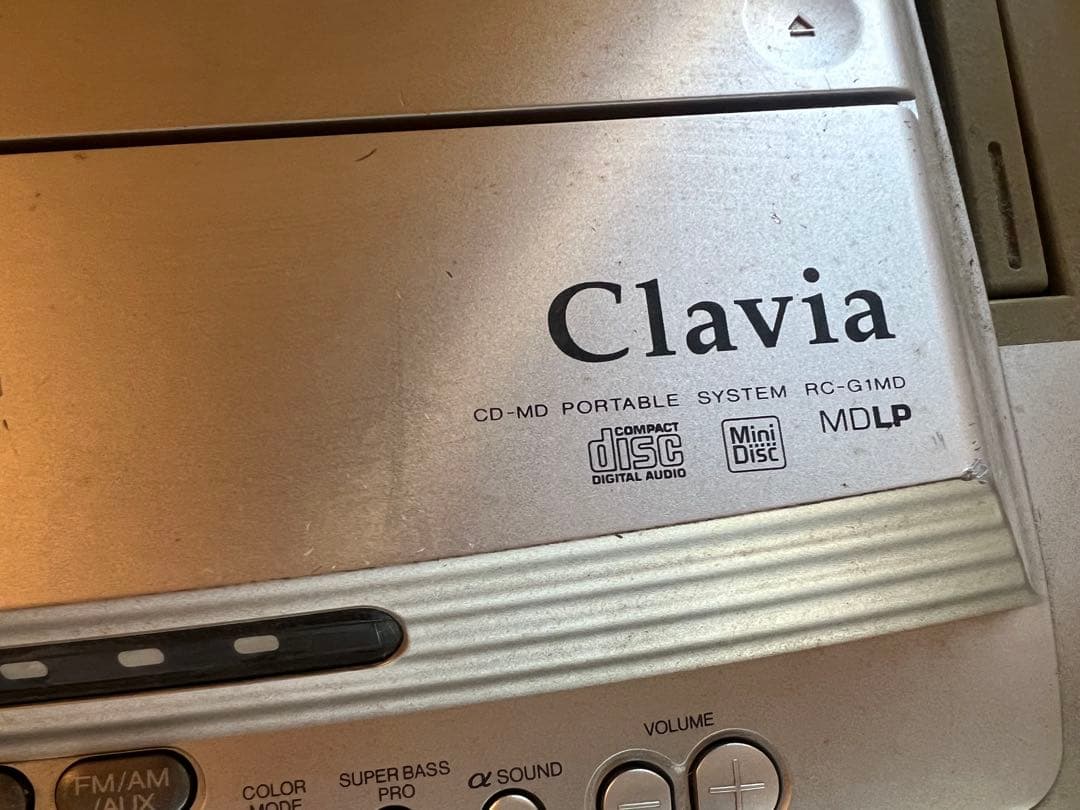 Clavia
CD-MD PORTABLE SYSTEM RC-G1MD
COMPACT
disc
DIGITAL AUDIO
Mini
Disc
MDLP
VOLUME
FM/AM
/AUX
COLOR
MODE
SUPER BASS
PRO
α SOUND
− +